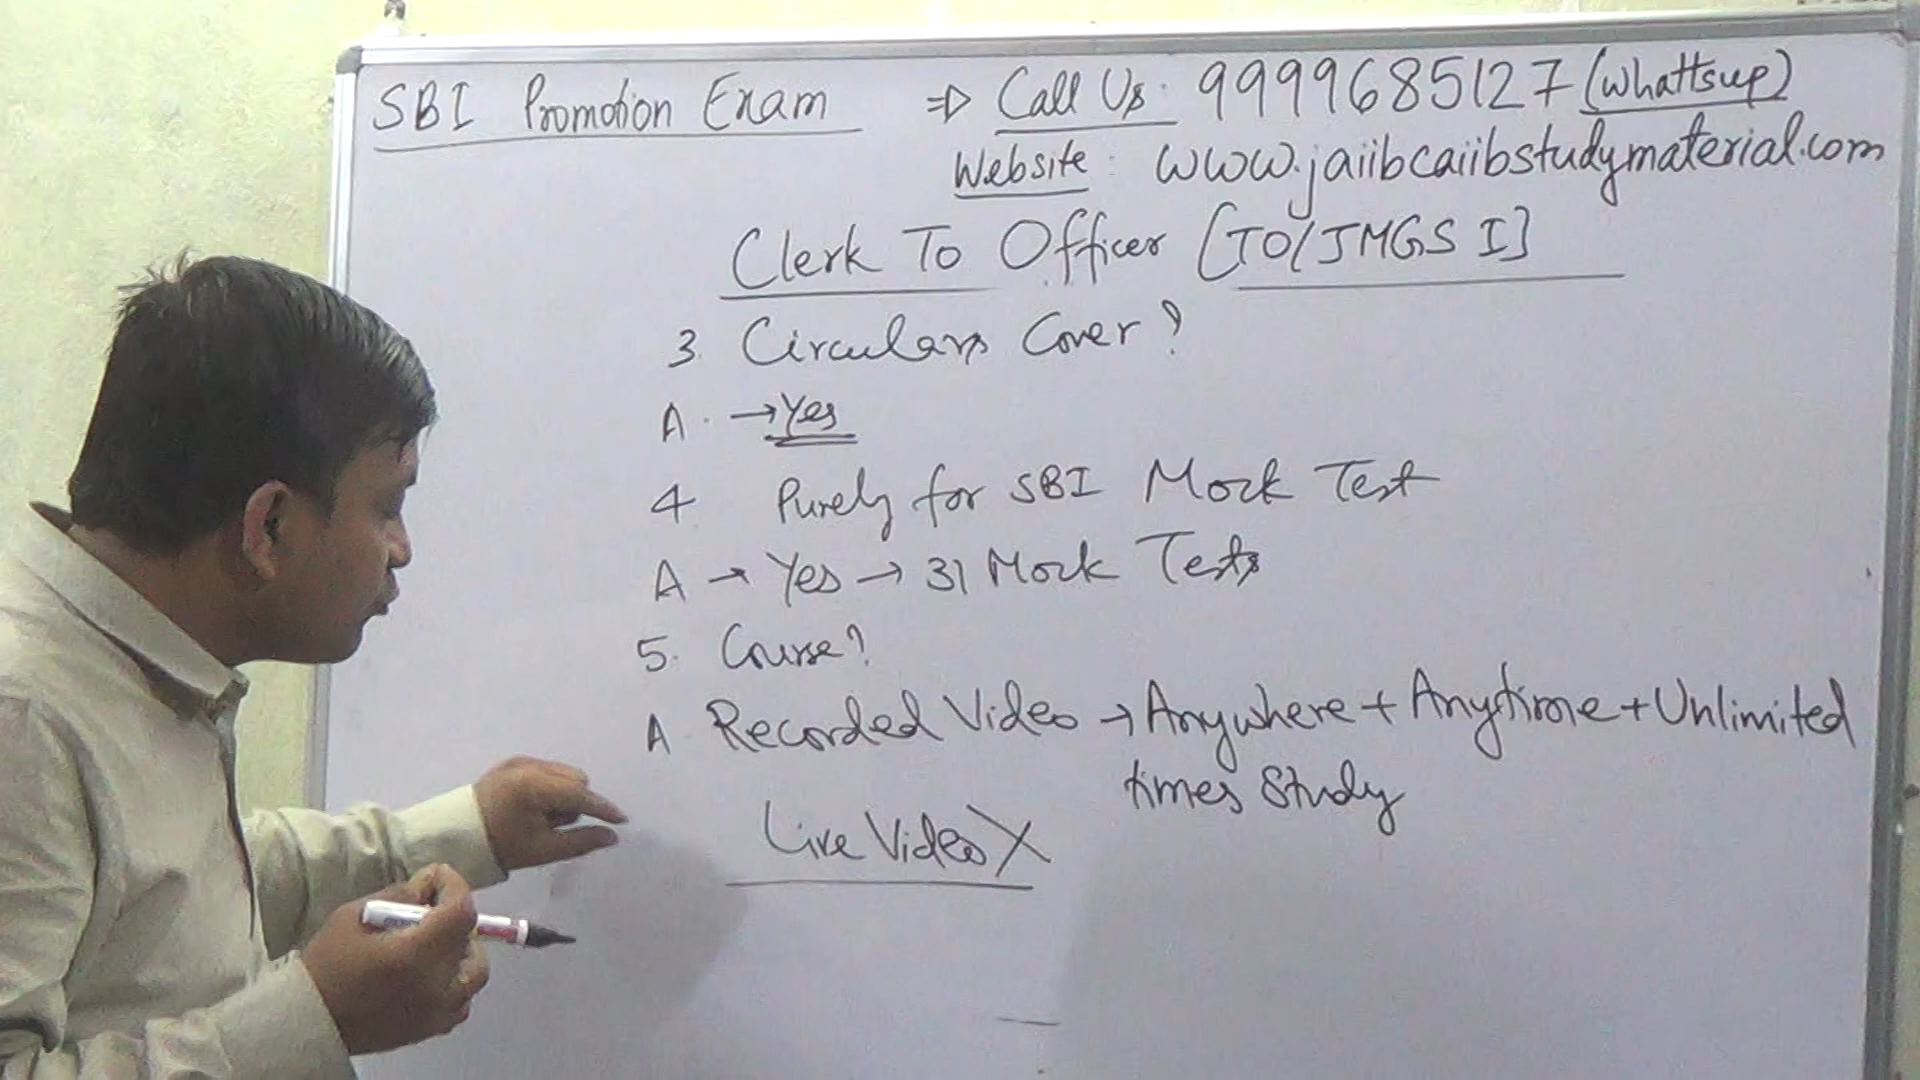 SBI Promotion Exam ⇒ Call Us: 9999685127 (Whattsup)
Website: www.jaiibcaiibstudymaterial.com
Clerk To Officer [TO/JMGS I]
3. Circulars Cover?
A. → Yes
4 Purely for SBI Mock Test
A → Yes → 31 Mock Tests
5. Course?
A. Recorded Video → Anywhere + Anytime + Unlimited
times Study
Live Video X